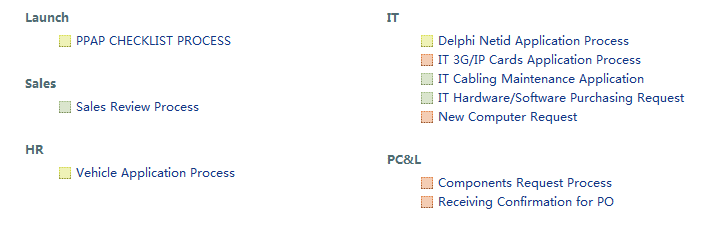 Launch
PPAP CHECKLIST PROCESS
Sales
Sales Review Process
HR
Vehicle Application Process
IT
Delphi Netid Application Process
IT 3G/IP Cards Application Process
IT Cabling Maintenance Application
IT Hardware/Software Purchasing Request
New Computer Request
PC&L
Components Request Process
Receiving Confirmation for PO